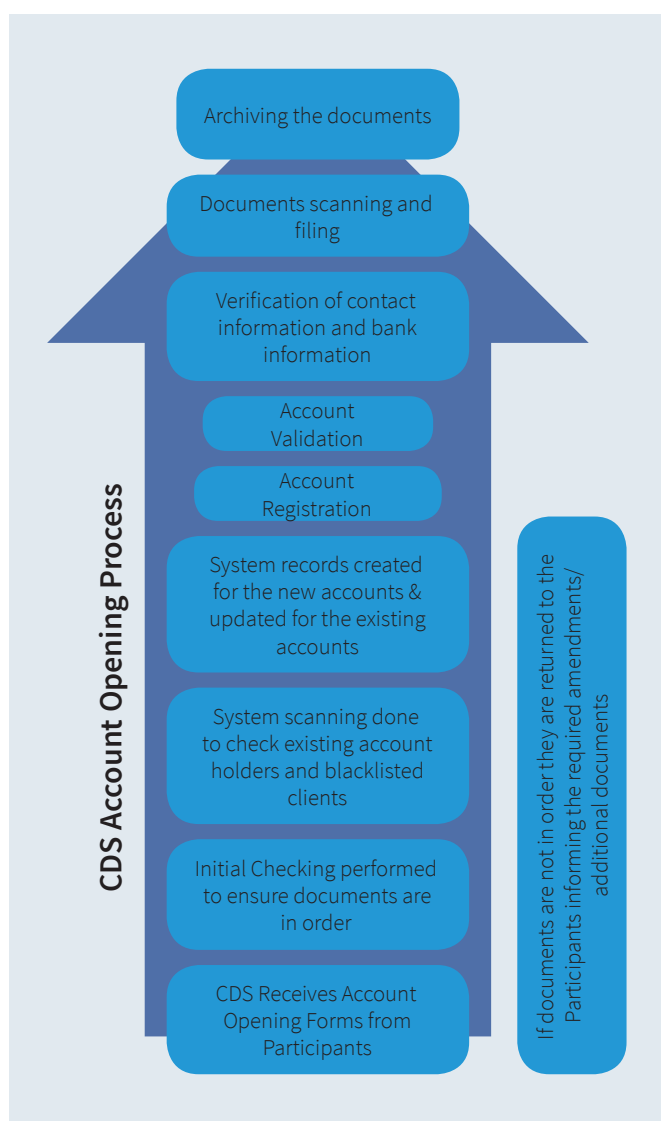 Archiving the documents
Documents scanning and
filing
Verification of contact
information and bank
information
Account
Validation
Account
Registration
System records created
for the new accounts &
updated for the existing
accounts
System scanning done
to check existing account
holders and blacklisted
clients
Initial Checking performed
to ensure documents are
in order
CDS Receives Account
Opening Forms from
Participants
CDS Account Opening Process
If documents are not in order they are returned to the
Participants informing the required amendments/
additional documents